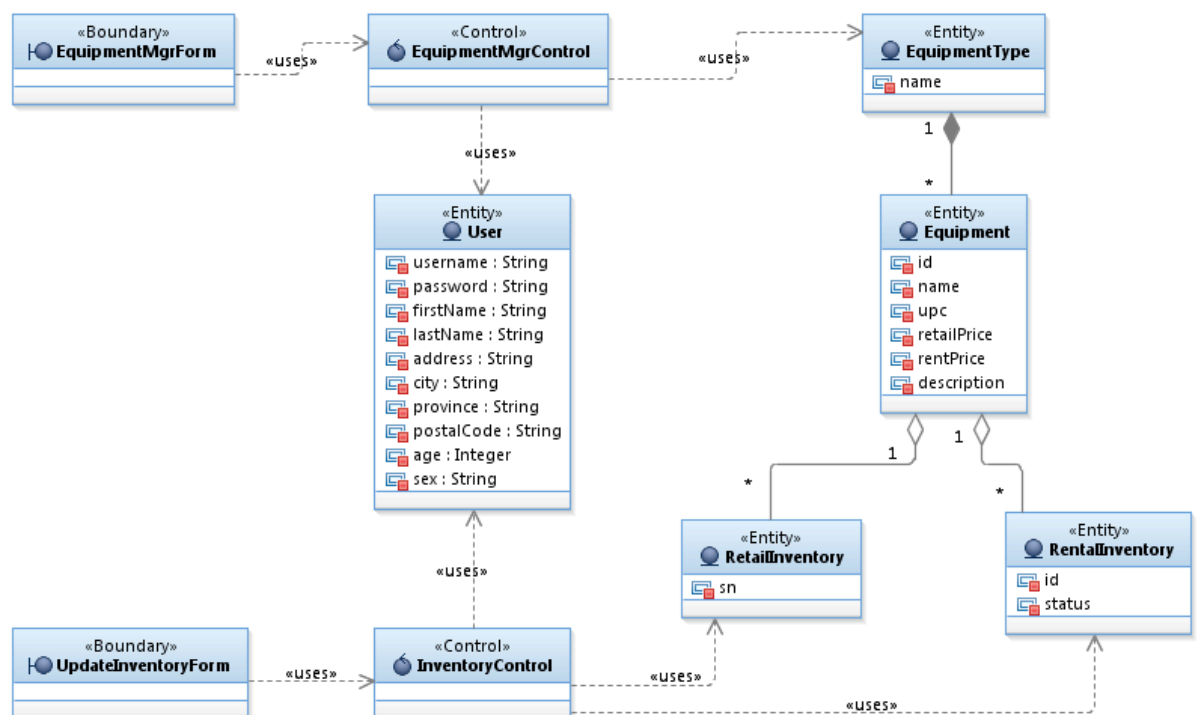 «Boundary»
EquipmentMgrForm
«uses»
«Control»
EquipmentMgrControl
«uses»
«Entity»
EquipmentType
name
1
*
«uses»
«Entity»
User
username : String
password : String
firstName : String
lastName : String
address : String
city : String
province : String
postalCode : String
age : Integer
sex : String
«Entity»
Equipment
id
name
upc
retailPrice
rentPrice
description
1
*
1
*
«Entity»
RetailInventory
sn
«Entity»
RentalInventory
id
status
«uses»
«Boundary»
UpdateInventoryForm
«uses»
«Control»
InventoryControl
«uses»
«uses»